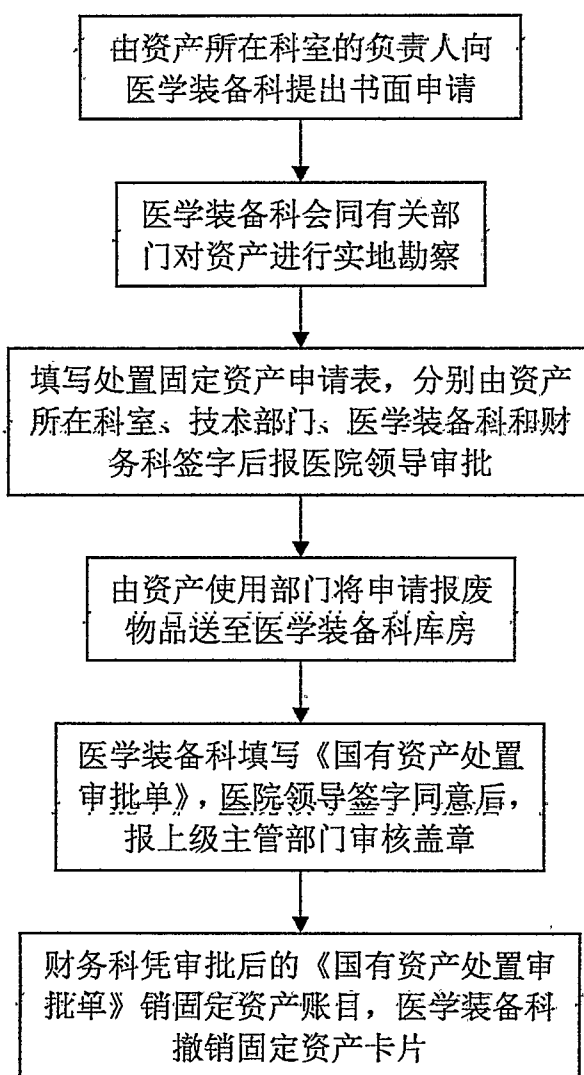 由资产所在科室的负责人向
医学装备科提出书面申请
医学装备科会同有关部
门对资产进行实地勘察
填写处置固定资产申请表，分别由资产
所在科室、技术部门、医学装备科和财
务科签字后报医院领导审批
由资产使用部门将申请报废
物品送至医学装备科库房
医学装备科填写《国有资产处置
审批单》，医院领导签字同意后，
报上级主管部门审核盖章
财务科凭审批后的《国有资产处置审
批单》销固定资产账目，医学装备科
撤销固定资产卡片